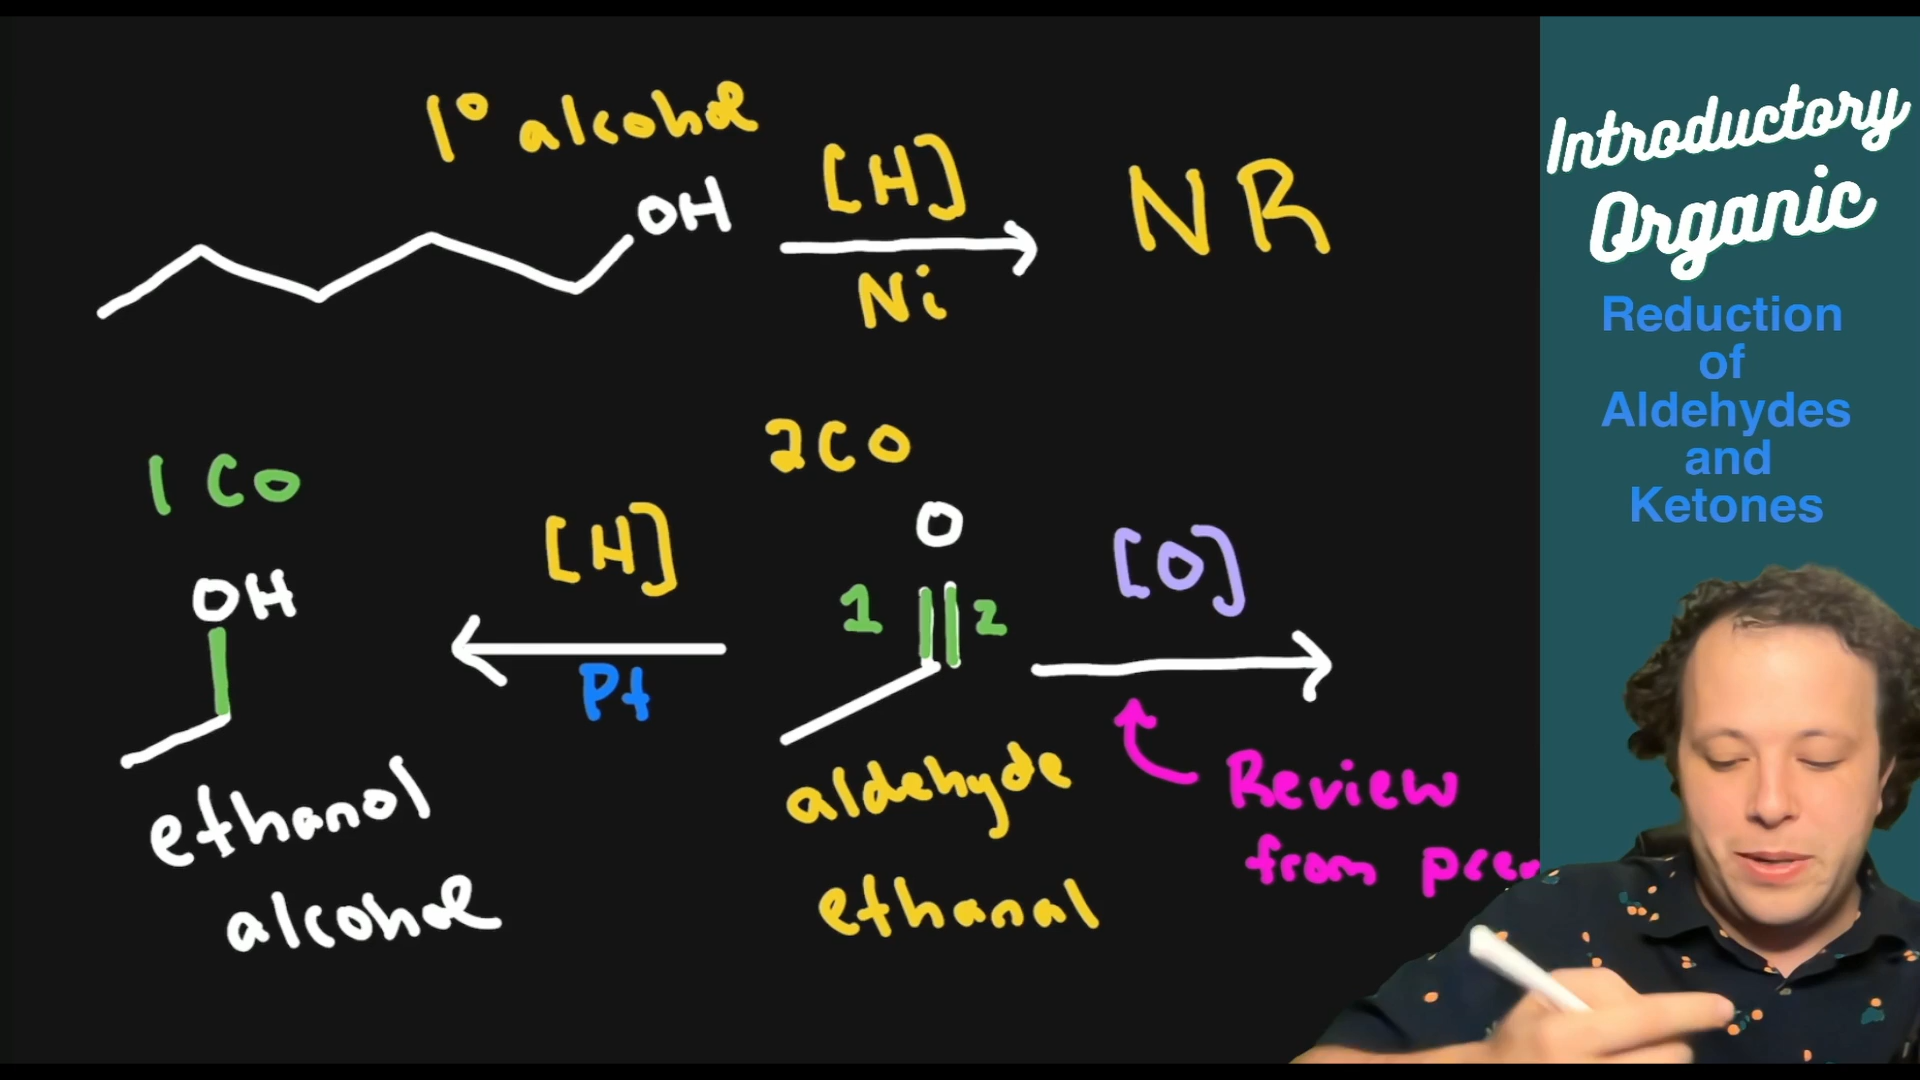 1° alcohol
OH
[H]
Ni
NR
1 CO
OH
ethanol
alcohol
[H]
Pt
2CO
O
1 2
aldehyde
ethanal
[O]
Review
from
Introductory
Organic
Reduction
of
Aldehydes
and
Ketones